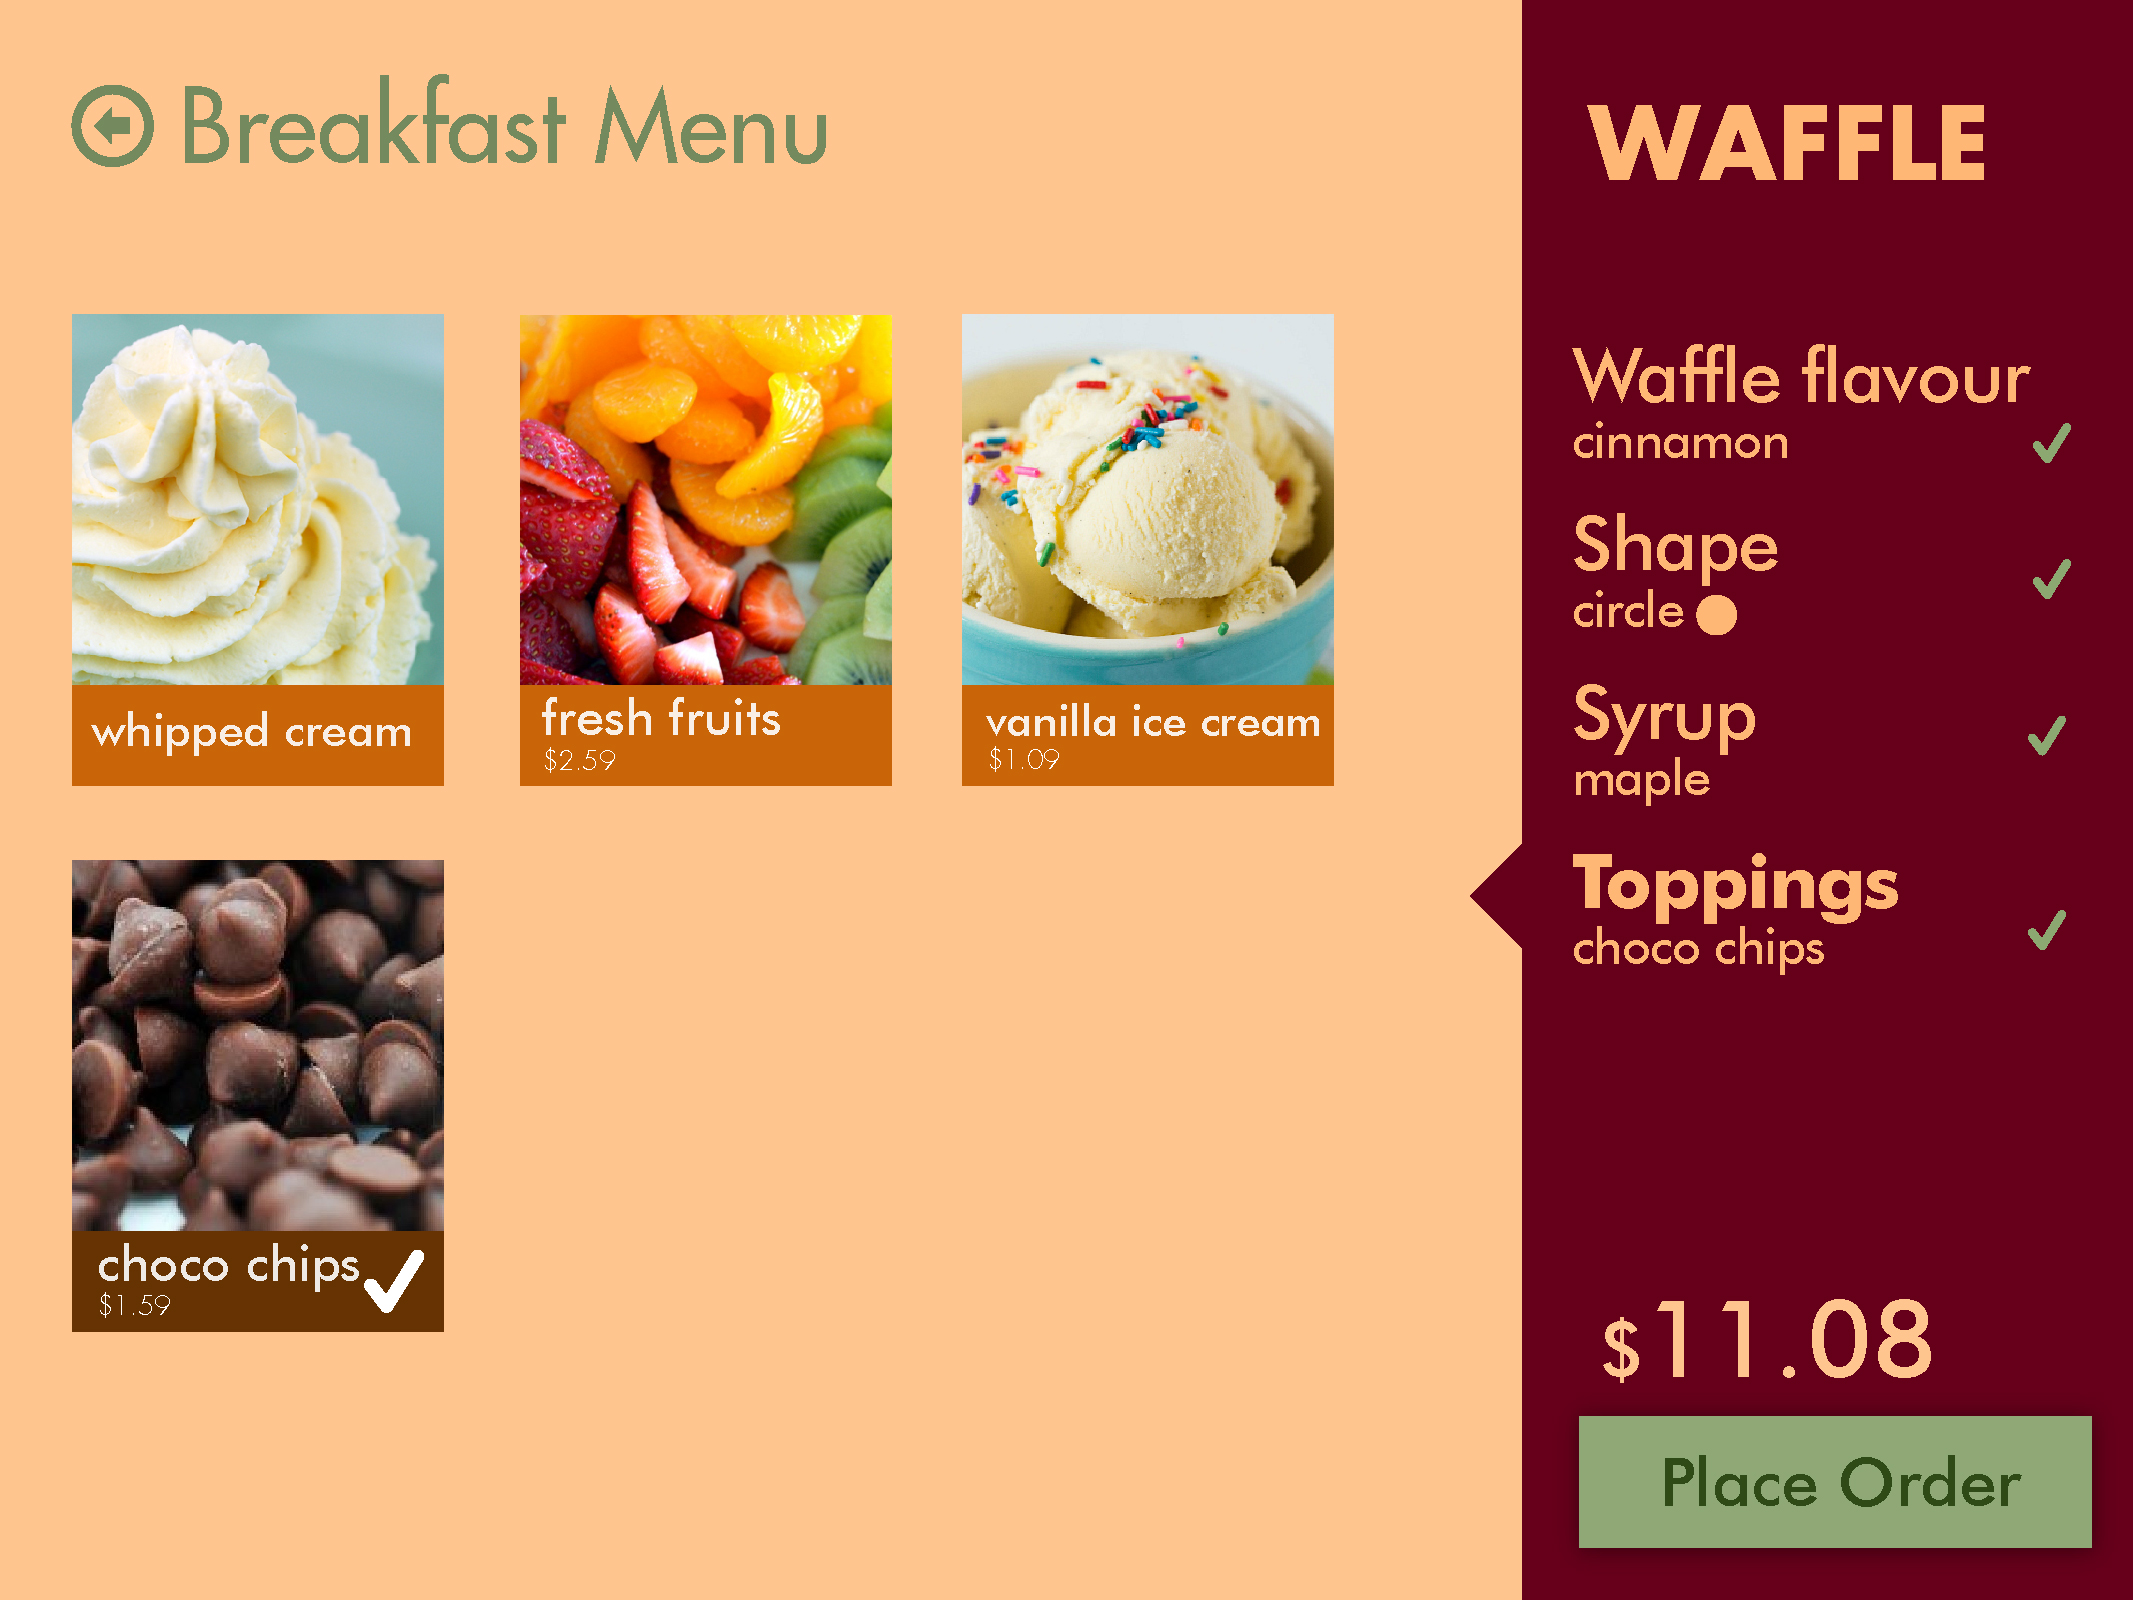 Breakfast Menu
whipped cream
fresh fruits
$2.59
vanilla ice cream
$1.09
choco chips
$1.59
WAFFLE
Waffle flavour
cinnamon
Shape
circle
Syrup
maple
Toppings
choco chips
$11.08
Place Order